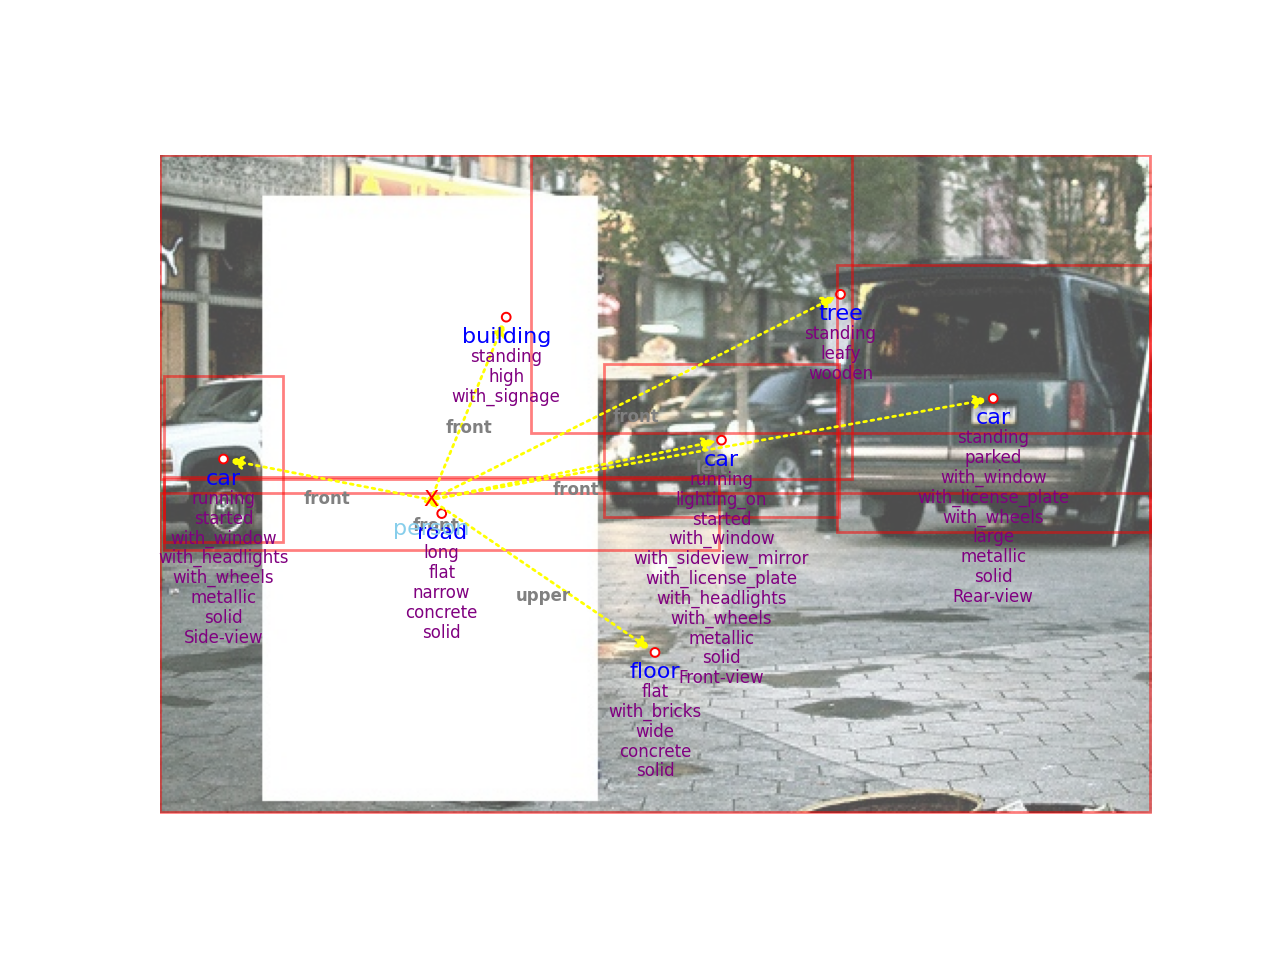 building
standing
high
with_signage
front
tree
standing
leafy
wooden
front
car
standing
parked
with_window
with_license_plate
with_wheels
large
metallic
solid
Rear-view
car
running
lighting_on
started
with_window
with_sideview_mirror
with_license_plate
with_headlights
with_wheels
metallic
solid
Front-view
front
car
running
started
with_window
with_headlights
with_wheels
metallic
solid
Side-view
front
front
road
long
flat
narrow
concrete
solid
upper
floor
flat
with_bricks
wide
concrete
solid
X